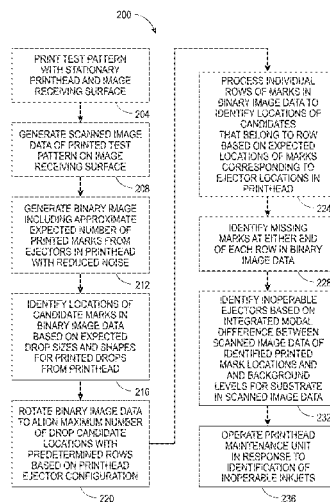 200
PRINT TEST PATTERN
WITH STATIONARY
PRINTHEAD AND IMAGE
RECEIVING SURFACE
204
GENERATE SCANNED IMAGE
DATA OF PRINTED TEST
PATTERN ON IMAGE
RECEIVING SURFACE
208
GENERATE BINARY IMAGE
INCLUDING APPROXIMATE
EXPECTED NUMBER OF
PRINTED MARKS FROM
EJECTORS IN PRINTHEAD
WITH REDUCED NOISE
212
IDENTIFY LOCATIONS OF
CANDIDATE MARKS IN
BINARY IMAGE DATA
BASED ON EXPECTED
DROP SIZES AND SHAPES
FOR PRINTED DROPS
FROM PRINTHEAD
216
ROTATE BINARY IMAGE DATA
TO ALIGN MAXIMUM NUMBER
OF DROP CANDIDATE
LOCATIONS WITH
PREDETERMINED ROWS
BASED ON PRINTHEAD
EJECTOR CONFIGURATION
220
PROCESS INDIVIDUAL
ROWS OF MARKS IN
BINARY IMAGE DATA TO
IDENTIFY LOCATIONS OF
CANDIDATES
THAT BELONG TO ROW
BASED ON EXPECTED
LOCATIONS OF MARKS
CORRESPONDING TO
EJECTOR LOCATIONS IN
PRINTHEAD
224
IDENTIFY MISSING
MARKS AT EITHER END
OF EACH ROW IN BINARY
IMAGE DATA
228
IDENTIFY INOPERABLE
EJECTORS BASED ON
INTEGRATED MODAL
DIFFERENCE BETWEEN
SCANNED IMAGE DATA OF
IDENTIFIED PRINTED
MARK LOCATIONS AND
AND BACKGROUND
LEVELS FOR SUBSTRATE
IN SCANNED IMAGE DATA
232
OPERATE PRINTHEAD
MAINTENANCE UNIT
IN RESPONSE TO
IDENTIFICATION OF
INOPERABLE INKJETS
236